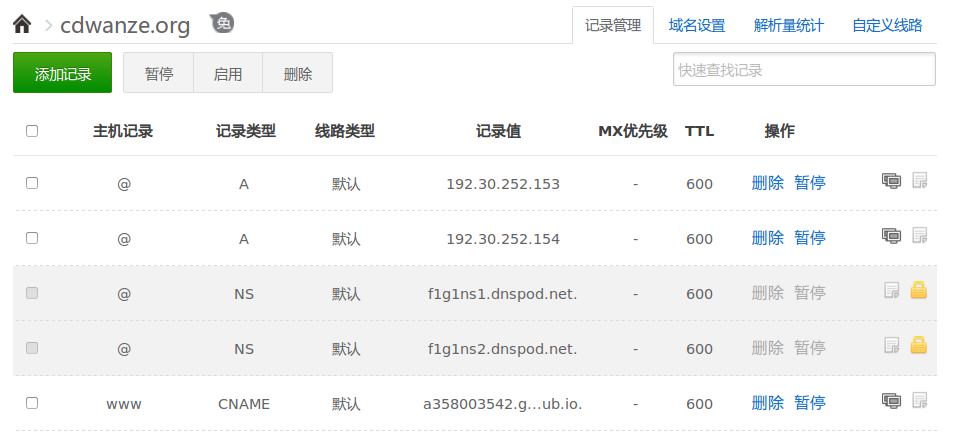 cdwanze.org 免 记录管理 域名设置 解析量统计 自定义线路
添加记录 暂停 启用 删除 快速查找记录
主机记录 记录类型 线路类型 记录值 MX优先级 TTL 操作
@ A 默认 192.30.252.153 - 600 删除 暂停
@ A 默认 192.30.252.154 - 600 删除 暂停
@ NS 默认 f1g1ns1.dnspod.net. - 600 删除 暂停
@ NS 默认 f1g1ns2.dnspod.net. - 600 删除 暂停
www CNAME 默认 a358003542.g...ub.io. - 600 删除 暂停